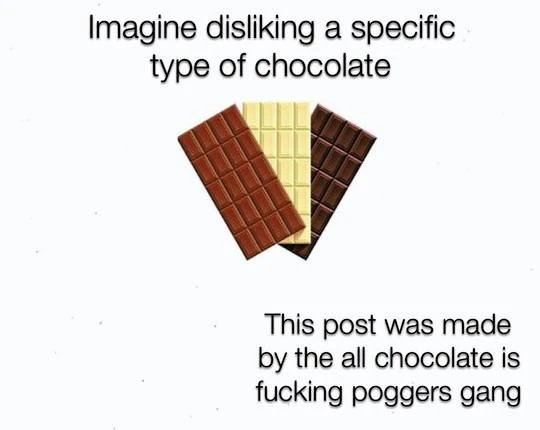 Imagine disliking a specific
type of chocolate
This post was made
by the all chocolate is
fucking poggers gang